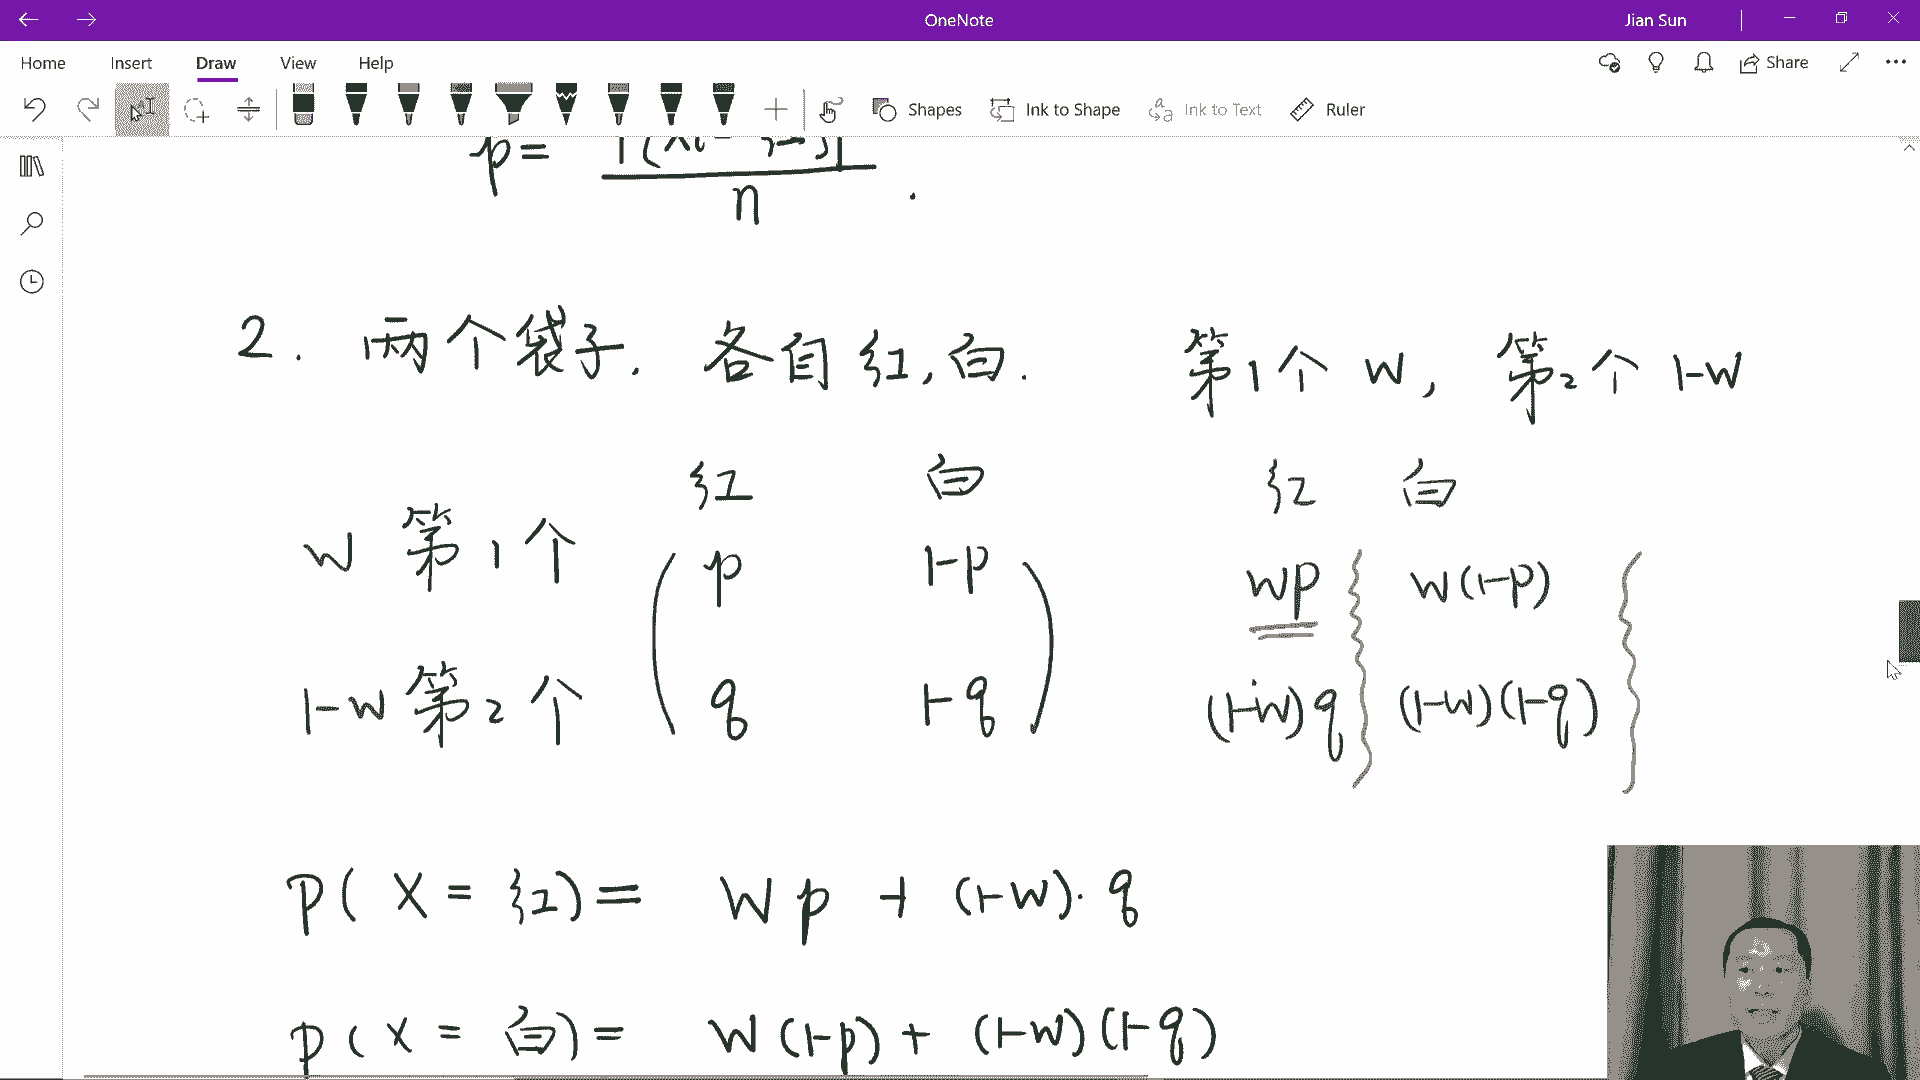 OneNote
Jian Sun
Home Insert Draw View Help
Share
Shapes Ink to Shape Ink to Text Ruler
p =
n .
2. 两个袋子. 各自红,白. 第1个 w, 第2个 1-w
红 白 红 白
w 第1个 p 1-p wp w(1-p)
1-w 第2个 q 1-q (1-w)q (1-w)(1-q)
P(X = 红) = wp + (1-w)·q
P(X = 白) = w(1-p) + (1-w)(1-q)